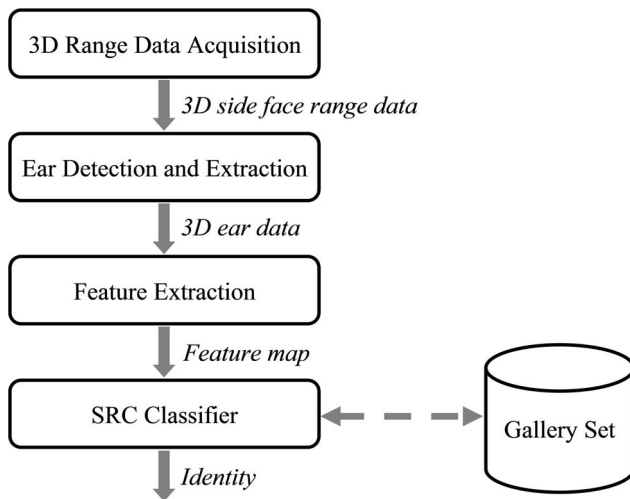 3D Range Data Acquisition
3D side face range data
Ear Detection and Extraction
3D ear data
Feature Extraction
Feature map
SRC Classifier
Gallery Set
Identity